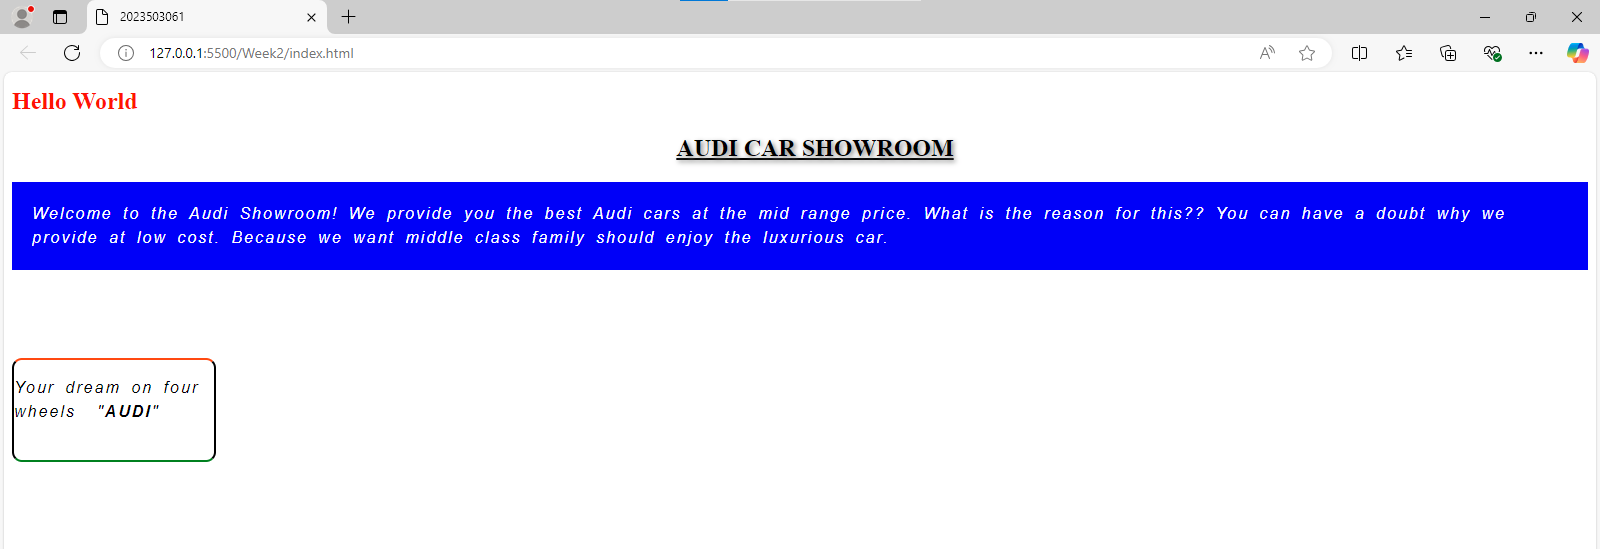 2023503061
127.0.0.1:5500/Week2/index.html
Hello World
AUDI CAR SHOWROOM
Welcome to the Audi Showroom! We provide you the best Audi cars at the mid range price. What is the reason for this?? You can have a doubt why we
provide at low cost. Because we want middle class family should enjoy the luxurious car.
Your dream on four
wheels "AUDI"